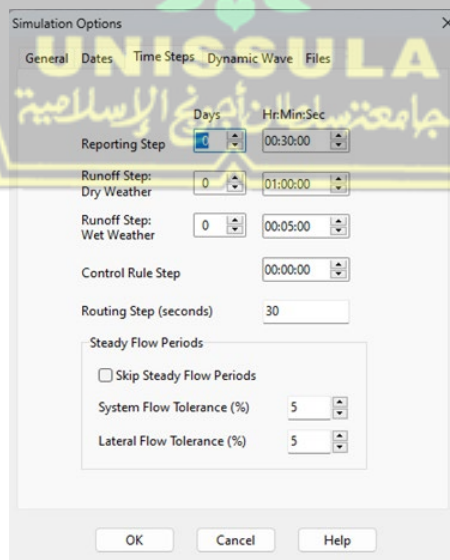 Simulation Options
General Dates Time Steps Dynamic Wave Files
UNISSULA
جامعتسلطان أجونج الإسلامية
Days Hr:Min:Sec
Reporting Step 0 00:30:00
Runoff Step:
Dry Weather 0 01:00:00
Runoff Step:
Wet Weather 0 00:05:00
Control Rule Step 00:00:00
Routing Step (seconds) 30
Steady Flow Periods
Skip Steady Flow Periods
System Flow Tolerance (%) 5
Lateral Flow Tolerance (%) 5
OK Cancel Help